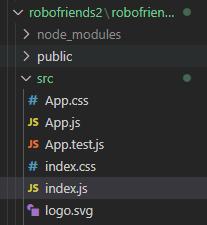 robofriends2\robofrien...
node_modules
public
src
App.css
JS App.js
App.test.js
# index.css
JS index.js
logo.svg